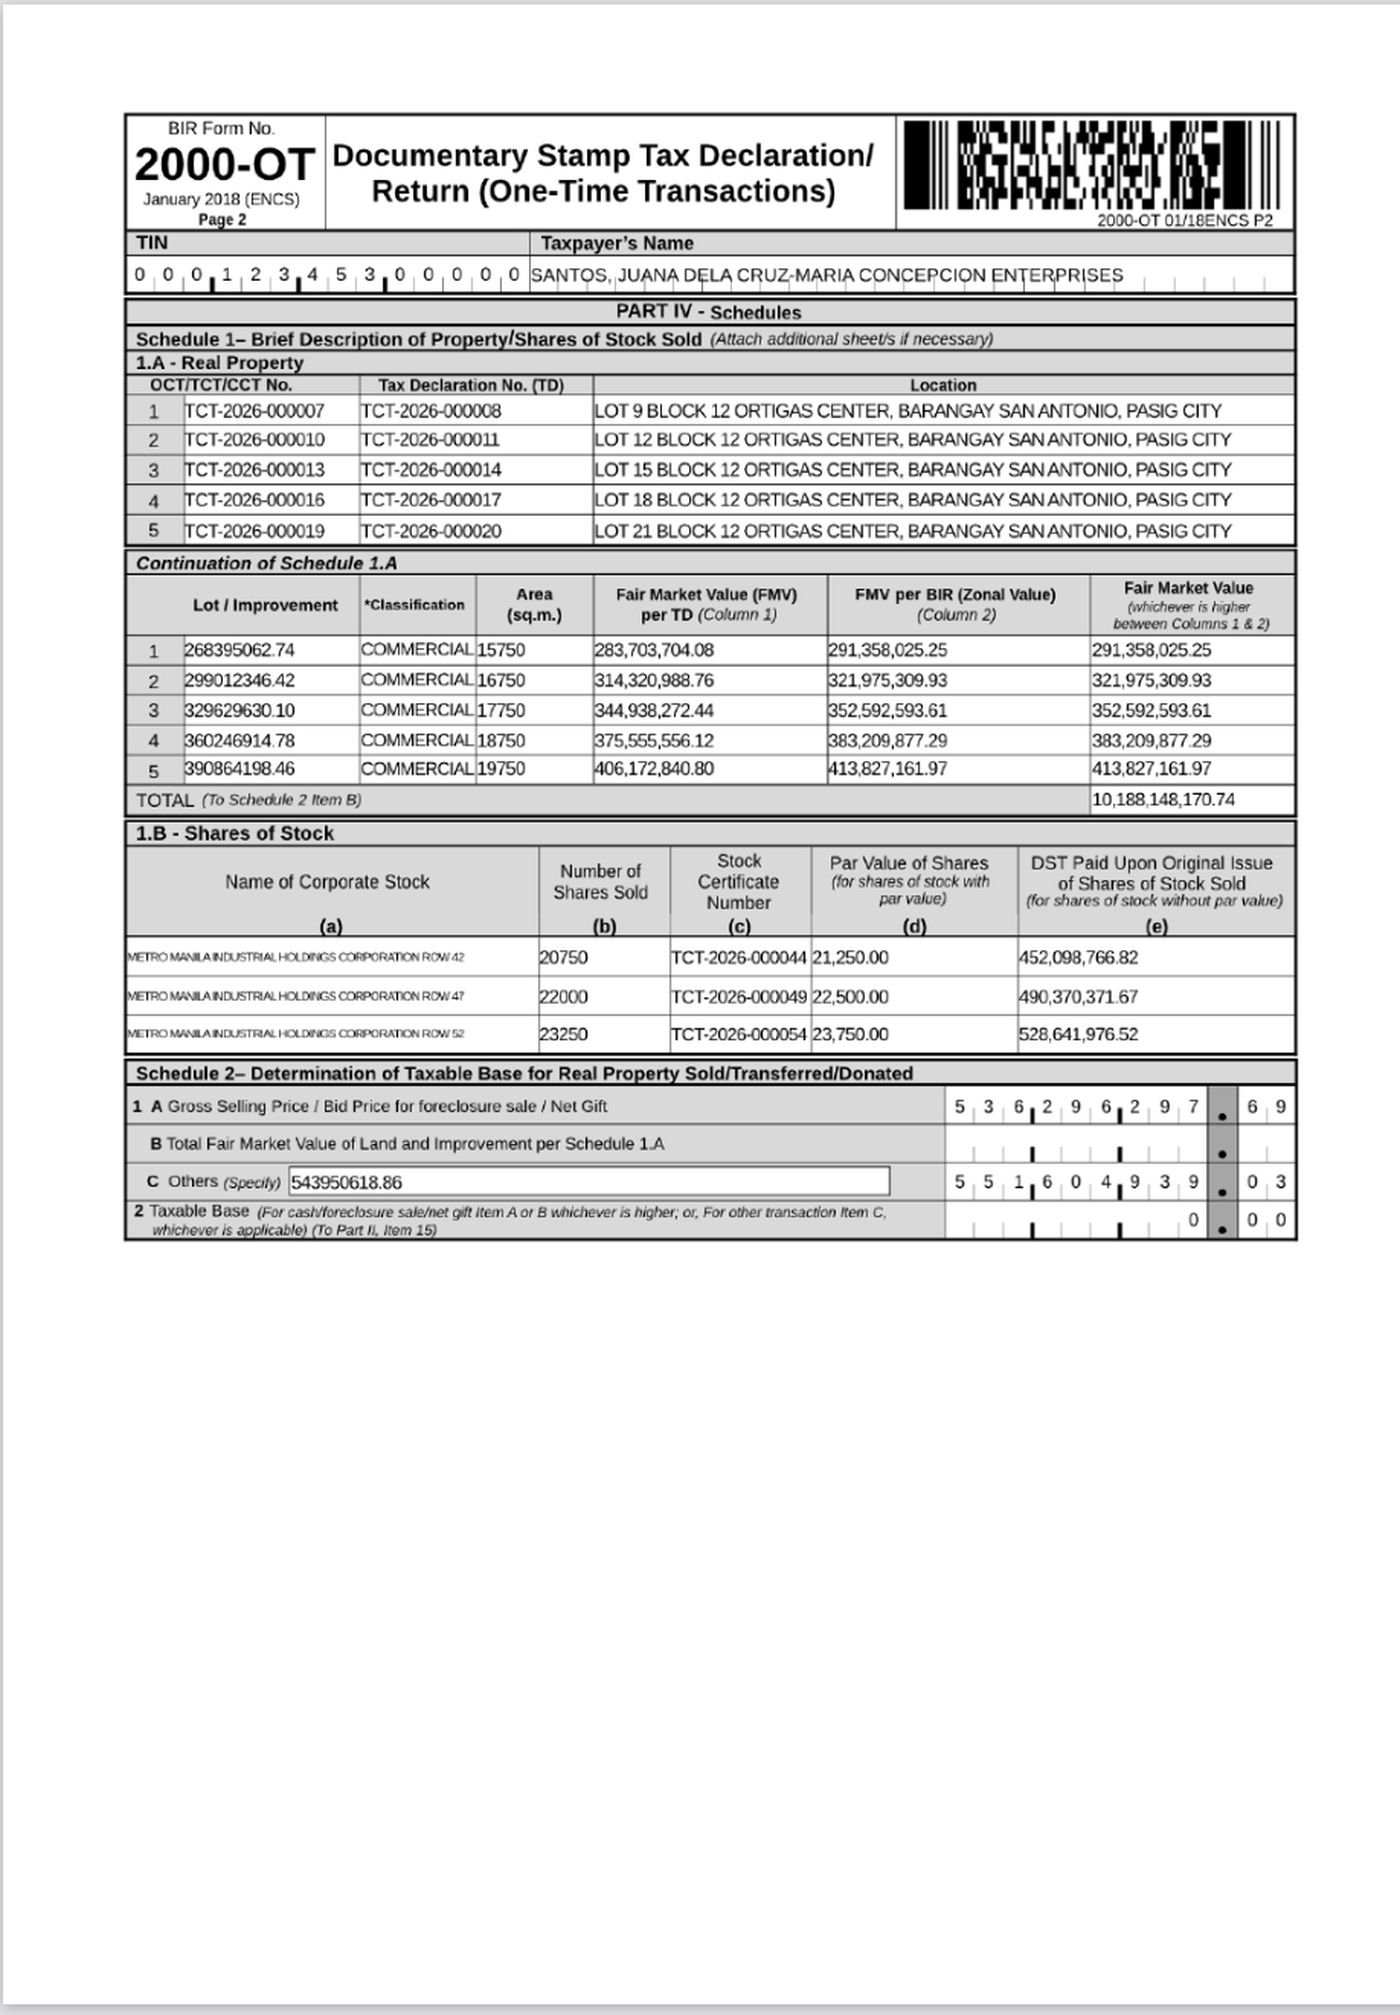 BIR Form No.
2000-OT
January 2018 (ENCS)
Page 2
Documentary Stamp Tax Declaration/
Return (One-Time Transactions)
2000-OT 01/18ENCS P2
TIN Taxpayer's Name
0 0 0 1 2 3 4 5 3 0 0 0 0 0 SANTOS, JUANA DELA CRUZ-MARIA CONCEPCION ENTERPRISES
PART IV - Schedules
Schedule 1– Brief Description of Property/Shares of Stock Sold (Attach additional sheet/s if necessary)
1.A - Real Property
OCT/TCT/CCT No. Tax Declaration No. (TD) Location
1 TCT-2026-000007 TCT-2026-000008 LOT 9 BLOCK 12 ORTIGAS CENTER, BARANGAY SAN ANTONIO, PASIG CITY
2 TCT-2026-000010 TCT-2026-000011 LOT 12 BLOCK 12 ORTIGAS CENTER, BARANGAY SAN ANTONIO, PASIG CITY
3 TCT-2026-000013 TCT-2026-000014 LOT 15 BLOCK 12 ORTIGAS CENTER, BARANGAY SAN ANTONIO, PASIG CITY
4 TCT-2026-000016 TCT-2026-000017 LOT 18 BLOCK 12 ORTIGAS CENTER, BARANGAY SAN ANTONIO, PASIG CITY
5 TCT-2026-000019 TCT-2026-000020 LOT 21 BLOCK 12 ORTIGAS CENTER, BARANGAY SAN ANTONIO, PASIG CITY
Continuation of Schedule 1.A
Lot / Improvement *Classification Area
(sq.m.) Fair Market Value (FMV)
per TD (Column 1) FMV per BIR (Zonal Value)
(Column 2) Fair Market Value
(whichever is higher
between Columns 1 & 2)
1 268395062.74 COMMERCIAL 15750 283,703,704.08 291,358,025.25 291,358,025.25
2 299012346.42 COMMERCIAL 16750 314,320,988.76 321,975,309.93 321,975,309.93
3 329629630.10 COMMERCIAL 17750 344,938,272.44 352,592,593.61 352,592,593.61
4 360246914.78 COMMERCIAL 18750 375,555,556.12 383,209,877.29 383,209,877.29
5 390864198.46 COMMERCIAL 19750 406,172,840.80 413,827,161.97 413,827,161.97
TOTAL (To Schedule 2 Item B) 10,188,148,170.74
1.B - Shares of Stock
Name of Corporate Stock
(a)
Number of
Shares Sold
(b)
Stock
Certificate
Number
(c)
Par Value of Shares
(for shares of stock with
par value)
(d)
DST Paid Upon Original Issue
of Shares of Stock Sold
(for shares of stock without par value)
(e)
METRO MANILA INDUSTRIAL HOLDINGS CORPORATION ROW 42 20750 TCT-2026-000044 21,250.00 452,098,766.82
METRO MANILA INDUSTRIAL HOLDINGS CORPORATION ROW 47 22000 TCT-2026-000049 22,500.00 490,370,371.67
METRO MANILA INDUSTRIAL HOLDINGS CORPORATION ROW 52 23250 TCT-2026-000054 23,750.00 528,641,976.52
Schedule 2– Determination of Taxable Base for Real Property Sold/Transferred/Donated
1 A Gross Selling Price / Bid Price for foreclosure sale / Net Gift 5 3 6 2 9 6 2 9 7 . 6 9
B Total Fair Market Value of Land and Improvement per Schedule 1.A .
C Others (Specify) 543950618.86 5 5 1 6 0 4 9 3 9 . 0 3
2 Taxable Base (For cash/foreclosure sale/net gift Item A or B whichever is higher; or, For other transaction Item C,
whichever is applicable) (To Part II, Item 15) 0 . 0 0